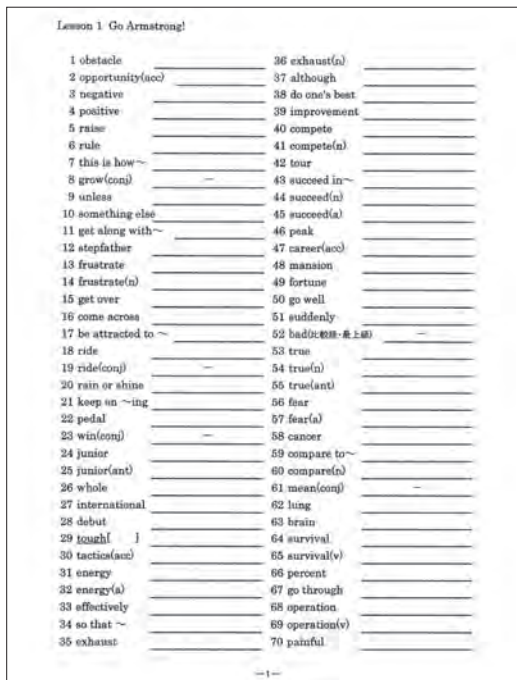 Lesson 1 Go Armstrong!
1 obstacle
2 opportunity(acc)
3 negative
4 positive
5 raise
6 rule
7 this is how～
8 grow(conj) －
9 unless
10 something else
11 get along with～
12 stepfather
13 frustrate
14 frustrate(n)
15 get over
16 come across
17 be attracted to ～
18 ride
19 ride(conj) －
20 rain or shine
21 keep on ～ing
22 pedal
23 win(conj) －
24 junior
25 junior(ant)
26 whole
27 international
28 debut
29 tough[ ]
30 tactics(acc)
31 energy
32 energy(a)
33 effectively
34 so that ～
35 exhaust
36 exhaust(n)
37 although
38 do one's best
39 improvement
40 compete
41 compete(n)
42 tour
43 succeed in～
44 succeed(n)
45 succeed(a)
46 peak
47 career(acc)
48 mansion
49 fortune
50 go well
51 suddenly
52 bad(比較級・最上級) －
53 true
54 true(n)
55 true(ant)
56 fear
57 fear(a)
58 cancer
59 compare to～
60 compare(n)
61 mean(conj) －
62 lung
63 brain
64 survival
65 survival(v)
66 percent
67 go through
68 operation
69 operation(v)
70 painful
－1－